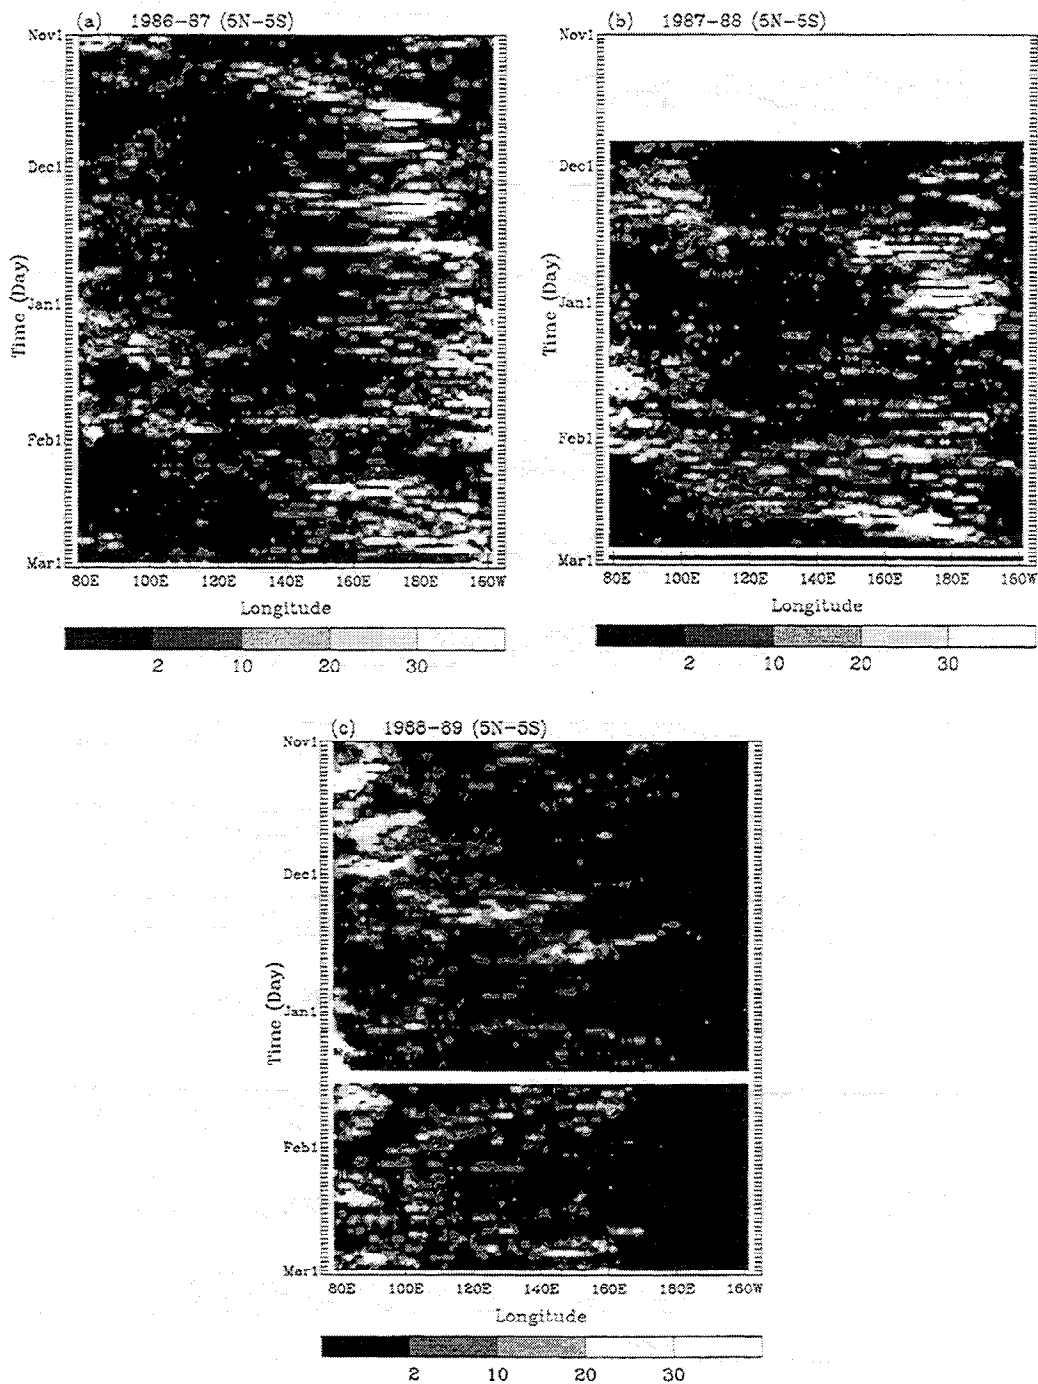 (a) 1986-87 (5N-5S)
Nov1
Dec1
Jan1
Feb1
Mar1
Time (Day)
80E 100E 120E 140E 160E 180E 160W
Longitude
2 10 20 30
(b) 1987-88 (5N-5S)
Nov1
Dec1
Jan1
Feb1
Mar1
Time (Day)
80E 100E 120E 140E 160E 180E 160W
Longitude
2 10 20 30
(c) 1988-89 (5N-5S)
Nov1
Dec1
Jan1
Feb1
Mar1
Time (Day)
80E 100E 120E 140E 160E 180E 160W
Longitude
2 10 20 30